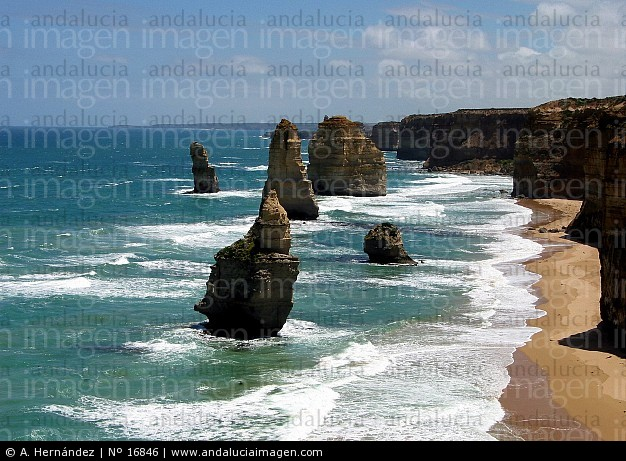 andalucia imagen
© A. Hernández | Nº 16846 | www.andaluciaimagen.com